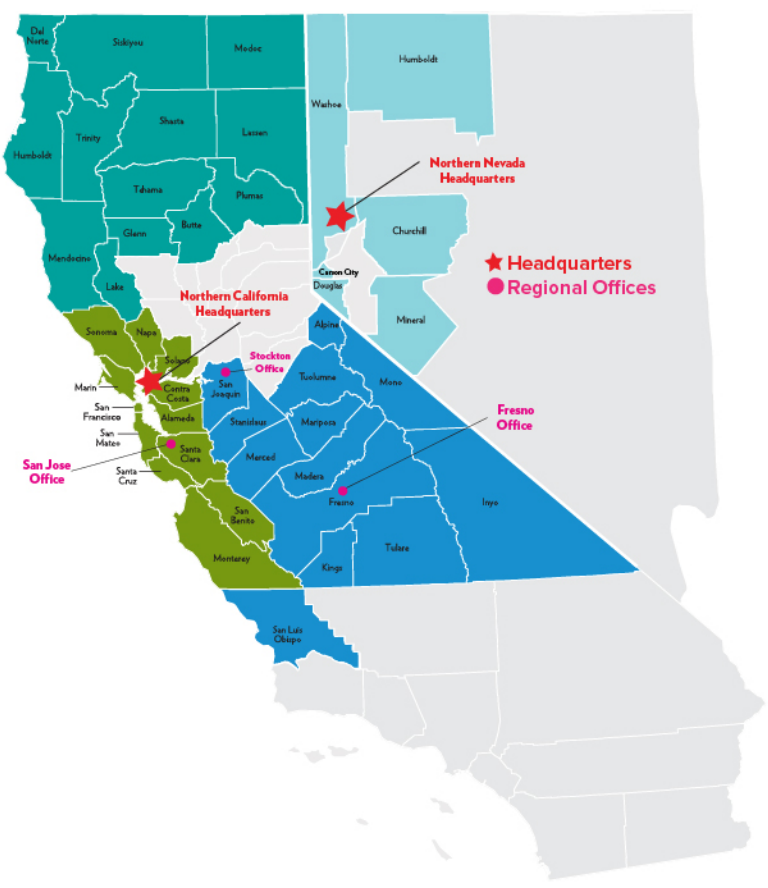 Del
Norte
Siskiyou
Modoc
Humboldt
Washoe
Shasta
Lassen
Trinity
Humboldt
Northern Nevada
Headquarters
Tehama
Plumas
Butte
Glenn
Churchill
Mendocino
Headquarters
Carson City
Douglas
Lake
Regional Offices
Northern California
Headquarters
Mineral
Alpine
Sonoma
Napa
Solano
Stockton
Office
Tuolumne
Mono
Marin
Contra
Costa
San
Joaquin
San
Francisco
Alameda
Stanislaus
Mariposa
Fresno
Office
San
Mateo
Santa
Clara
Merced
San Jose
Office
Santa
Cruz
Madera
Fresno
Inyo
San
Benito
Tulare
Monterey
Kings
San Luis
Obispo